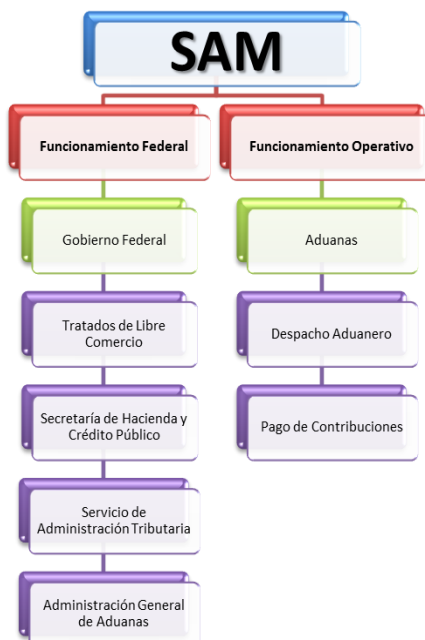 SAM
Funcionamiento Federal
Funcionamiento Operativo
Gobierno Federal
Aduanas
Tratados de Libre
Comercio
Despacho Aduanero
Secretaría de Hacienda y
Crédito Público
Pago de Contribuciones
Servicio de
Administración Tributaria
Administración General
de Aduanas